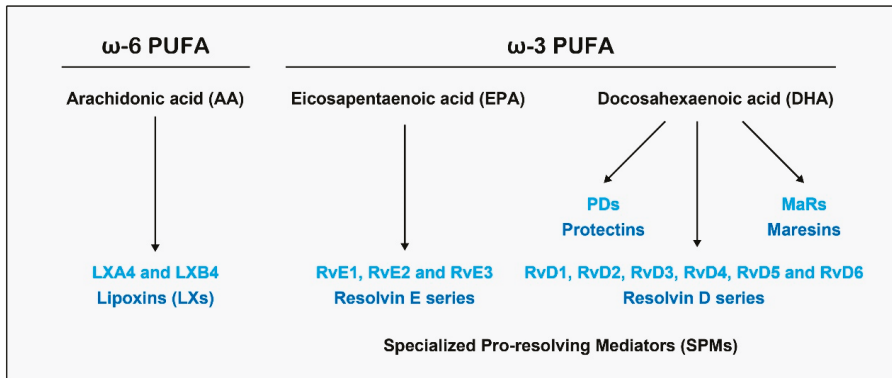 ω-6 PUFA
ω-3 PUFA
Arachidonic acid (AA)
Eicosapentaenoic acid (EPA)
Docosahexaenoic acid (DHA)
PDs
Protectins
MaRs
Maresins
LXA4 and LXB4
Lipoxins (LXs)
RvE1, RvE2 and RvE3
Resolvin E series
RvD1, RvD2, RvD3, RvD4, RvD5 and RvD6
Resolvin D series
Specialized Pro-resolving Mediators (SPMs)